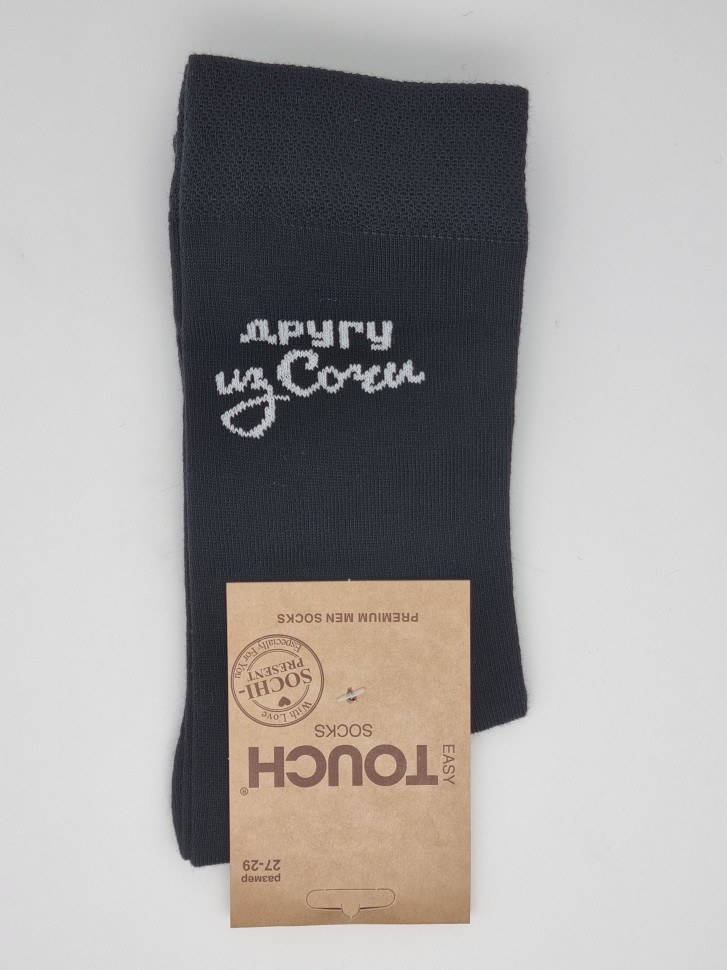 другу
из Сочи
PREMIUM MEN SOCKS
With Love
SOCHI-
PRESENT
Especially For You
EASY
TOUCH®
SOCKS
размер
27-29